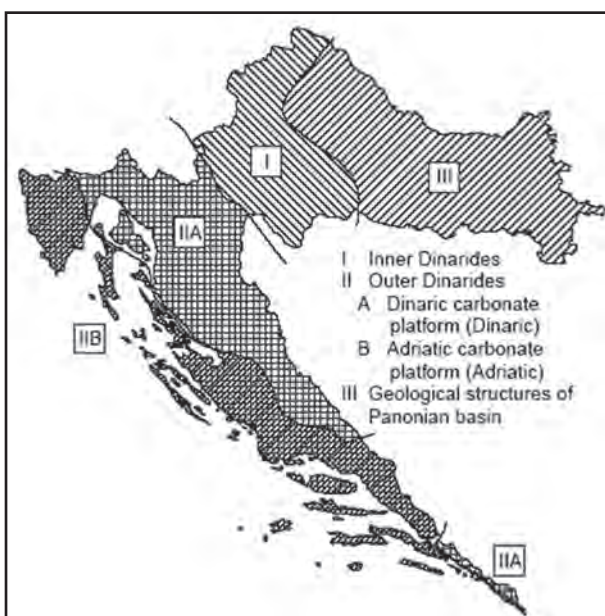 I
III
IIA
IIB
I Inner Dinarides
II Outer Dinarides
A Dinaric carbonate
platform (Dinaric)
B Adriatic carbonate
platform (Adriatic)
III Geological structures of
Panonian basin
IIA